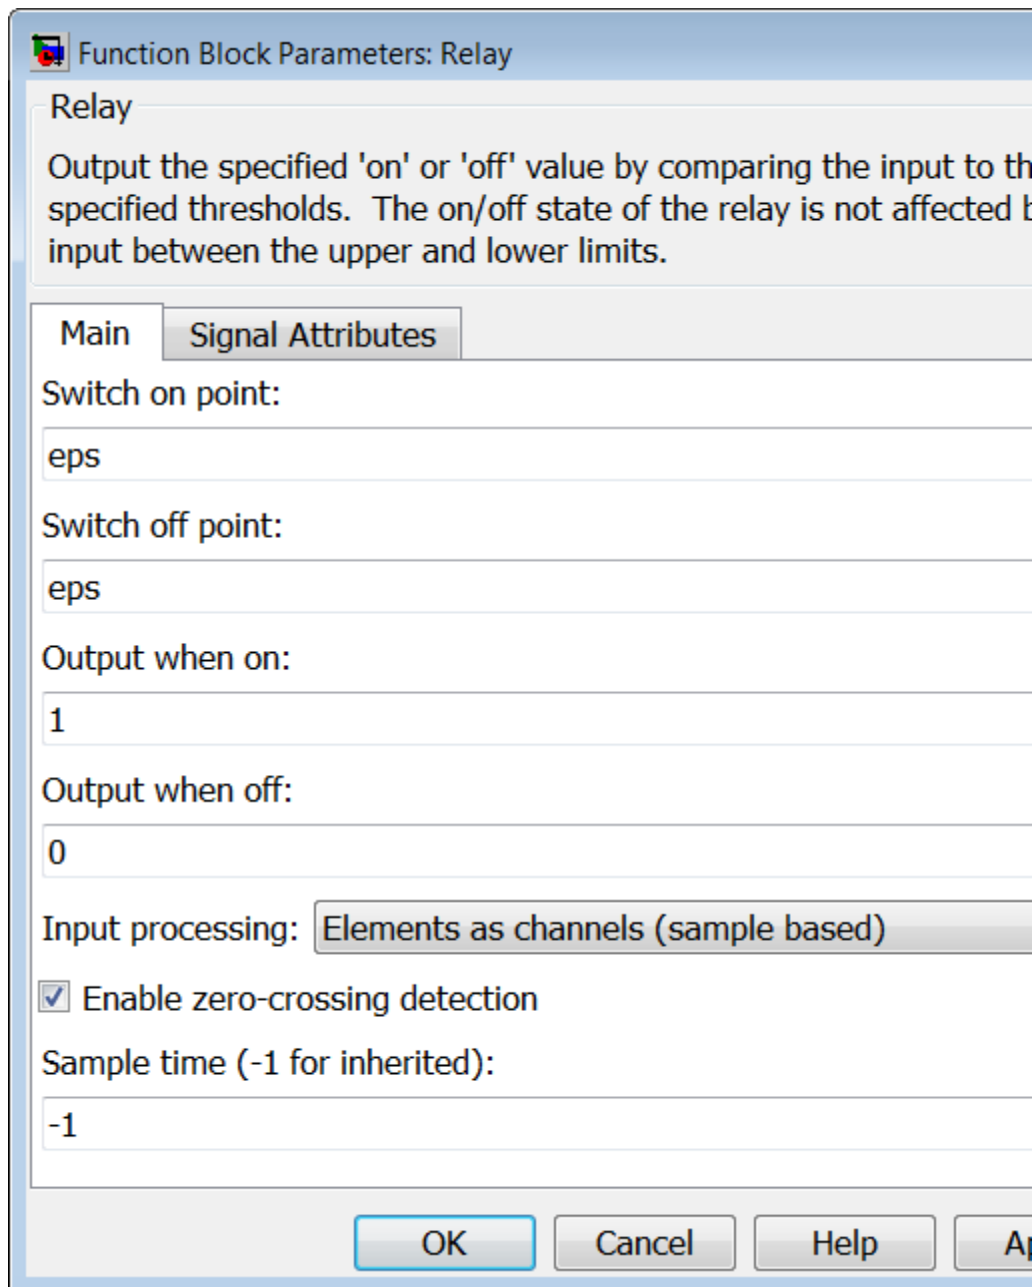 Function Block Parameters: Relay
Relay
Output the specified 'on' or 'off' value by comparing the input to
specified thresholds.  The on/off state of the relay is not affected
input between the upper and lower limits.
Main
Signal Attributes
Switch on point:
eps
Switch off point:
eps
Output when on:
1
Output when off:
0
Input processing: Elements as channels (sample based)
Enable zero-crossing detection
Sample time (-1 for inherited):
-1
OK
Cancel
Help